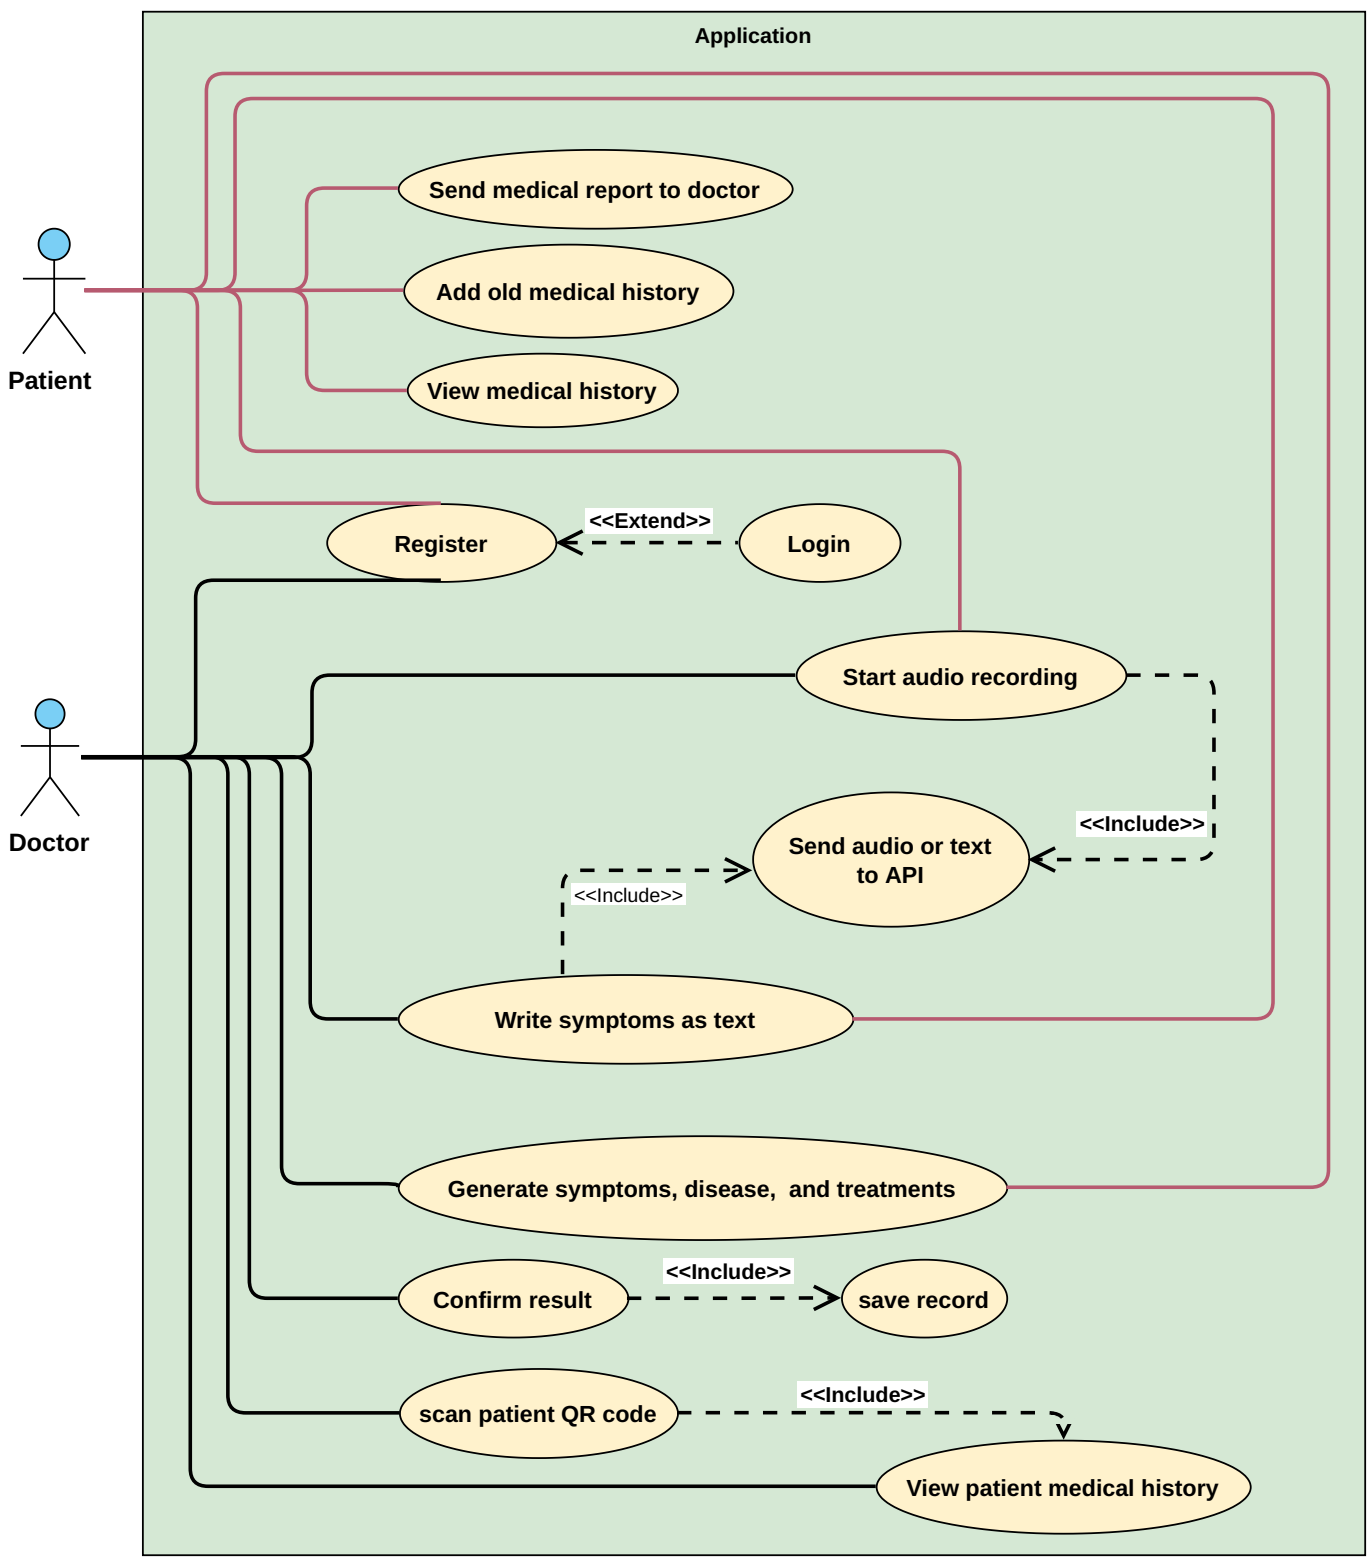 Application
Send medical report to doctor
Add old medical history
Patient
View medical history
<<Extend>>
Register
Login
Start audio recording
Doctor
<<Include>>
Send audio or text
to API
<<Include>>
Write symptoms as text
Generate symptoms, disease,  and treatments
<<Include>>
Confirm result
save record
<<Include>>
scan patient QR code
View patient medical history